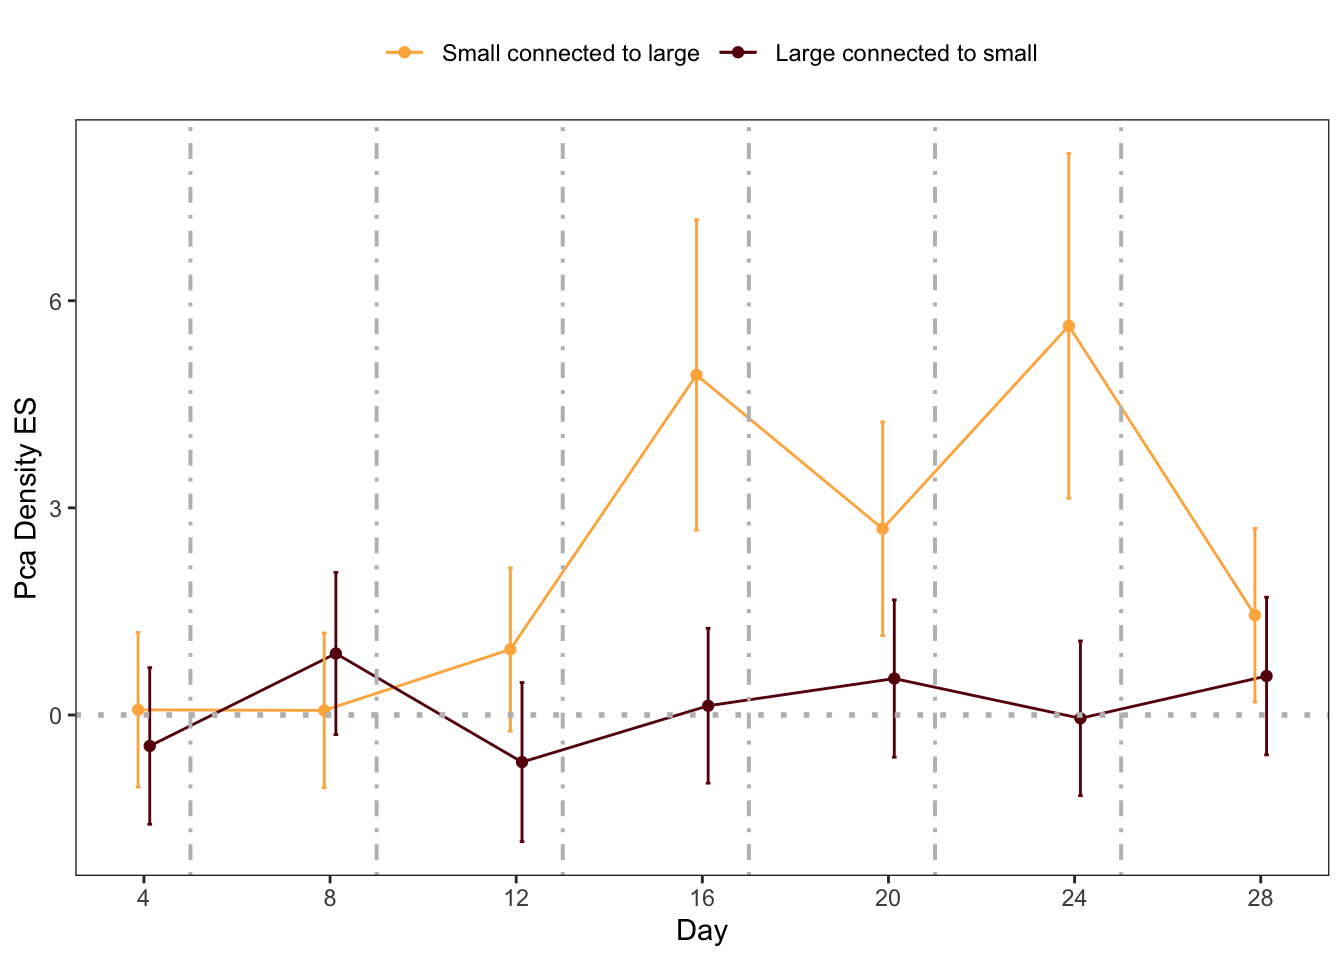 Small connected to large Large connected to small
Pca Density ES
6
3
0
4 8 12 16 20 24 28
Day